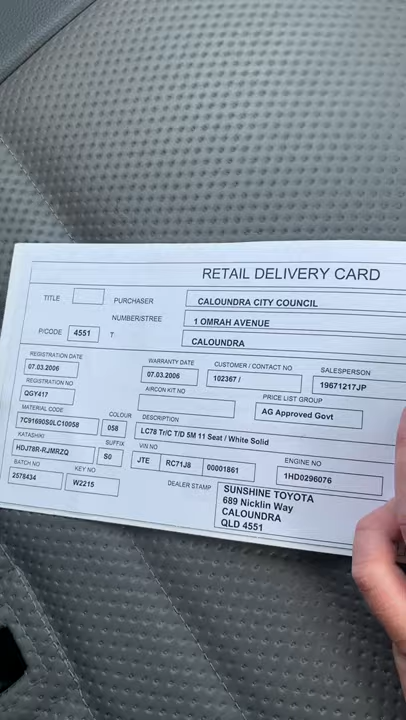 RETAIL DELIVERY CARD
TITLE PURCHASER CALOUNDRA CITY COUNCIL
NUMBER/STREE 1 OMRAH AVENUE
P/CODE 4551 T CALOUNDRA
REGISTRATION DATE WARRANTY DATE CUSTOMER / CONTACT NO SALESPERSON
07.03.2006 07.03.2006 102367 / 19671217JP
REGISTRATION NO AIRCON KIT NO PRICE LIST GROUP
QGY417 AG Approved Govt
MATERIAL CODE COLOUR DESCRIPTION
7C91690S0LC10058 058 LC78 Tr/C T/D 5M 11 Seat / White Solid
KATASHIKI SUFFIX VIN NO ENGINE NO
HDJ78R-RJMRZQ S0 JTE RC71J8 00001861 1HD0296076
BATCH NO KEY NO DEALER STAMP
2578434 W2215
SUNSHINE TOYOTA
689 Nicklin Way
CALOUNDRA
QLD 4551